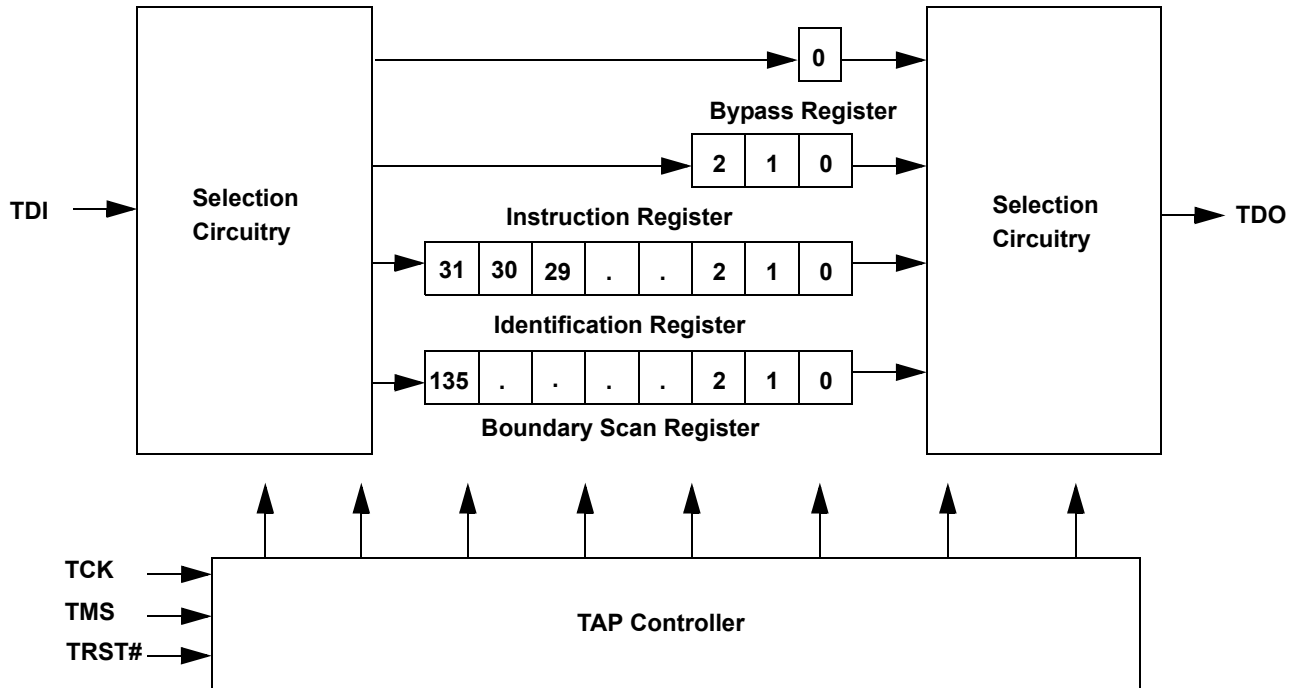 0
Bypass Register
2 1 0
TDI
Selection
Circuitry
Instruction Register
Selection
Circuitry
TDO
31 30 29 . . 2 1 0
Identification Register
135 . . . . 2 1 0
Boundary Scan Register
TCK
TMS
TRST#
TAP Controller